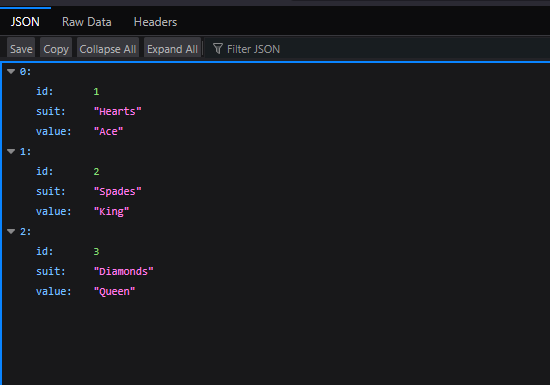 JSON Raw Data Headers
Save Copy Collapse All Expand All Filter JSON
0:
id: 1
suit: "Hearts"
value: "Ace"
1:
id: 2
suit: "Spades"
value: "King"
2:
id: 3
suit: "Diamonds"
value: "Queen"